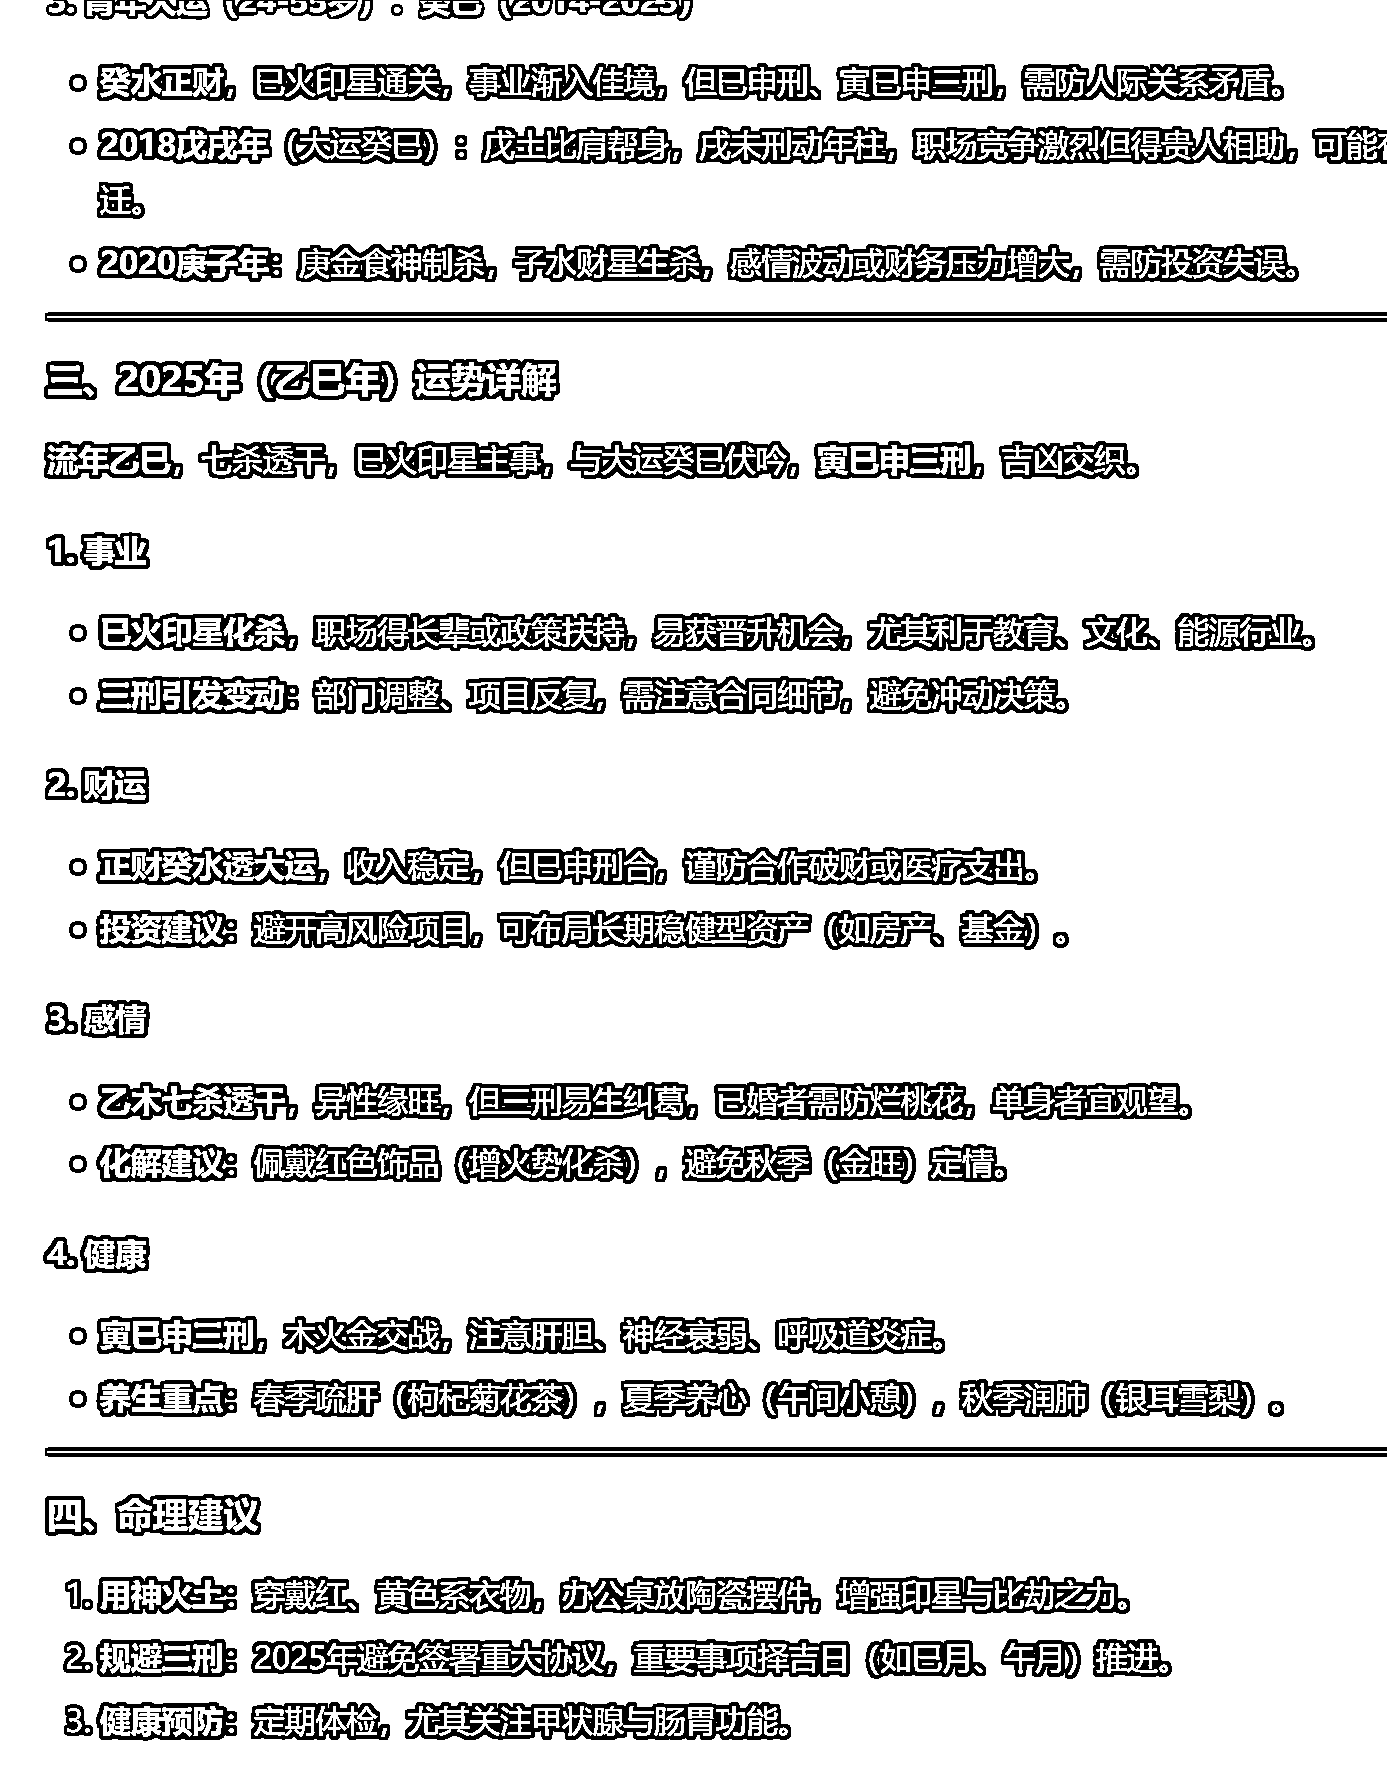 3. 青年大运（24-33岁）：癸巳（2014-2023）
癸水正财，巳火印星通关，事业渐入佳境，但巳申刑、寅巳申三刑，需防人际关系矛盾。
2018戊戌年（大运癸巳）：戊土比肩帮身，戌未刑动年柱，职场竞争激烈但得贵人相助，可能
迁。
2020庚子年：庚金食神制杀，子水财星生杀，感情波动或财务压力增大，需防投资失误。
三、2025年（乙巳年）运势详解
流年乙巳，七杀透干，巳火印星主事，与大运癸巳伏吟，寅巳申三刑，吉凶交织。
1. 事业
巳火印星化杀，职场得长辈或政策扶持，易获晋升机会，尤其利于教育、文化、能源行业。
三刑引发变动：部门调整、项目反复，需注意合同细节，避免冲动决策。
2. 财运
正财癸水透大运，收入稳定，但巳申刑合，谨防合作破财或医疗支出。
投资建议：避开高风险项目，可布局长期稳健型资产（如房产、基金）。
3. 感情
乙木七杀透干，异性缘旺，但三刑易生纠葛，已婚者需防烂桃花，单身者宜观望。
化解建议：佩戴红色饰品（增火势化杀），避免秋季（金旺）定情。
4. 健康
寅巳申三刑，木火金交战，注意肝胆、神经衰弱、呼吸道炎症。
养生重点：春季疏肝（枸杞菊花茶），夏季养心（午间小憩），秋季润肺（银耳雪梨）。
四、命理建议
1. 用神火土：穿戴红、黄色系衣物，办公桌放陶瓷摆件，增强印星与比劫之力。
2. 规避三刑：2025年避免签署重大协议，重要事项择吉日（如巳月、午月）推进。
3. 健康预防：定期体检，尤其关注甲状腺与肠胃功能。